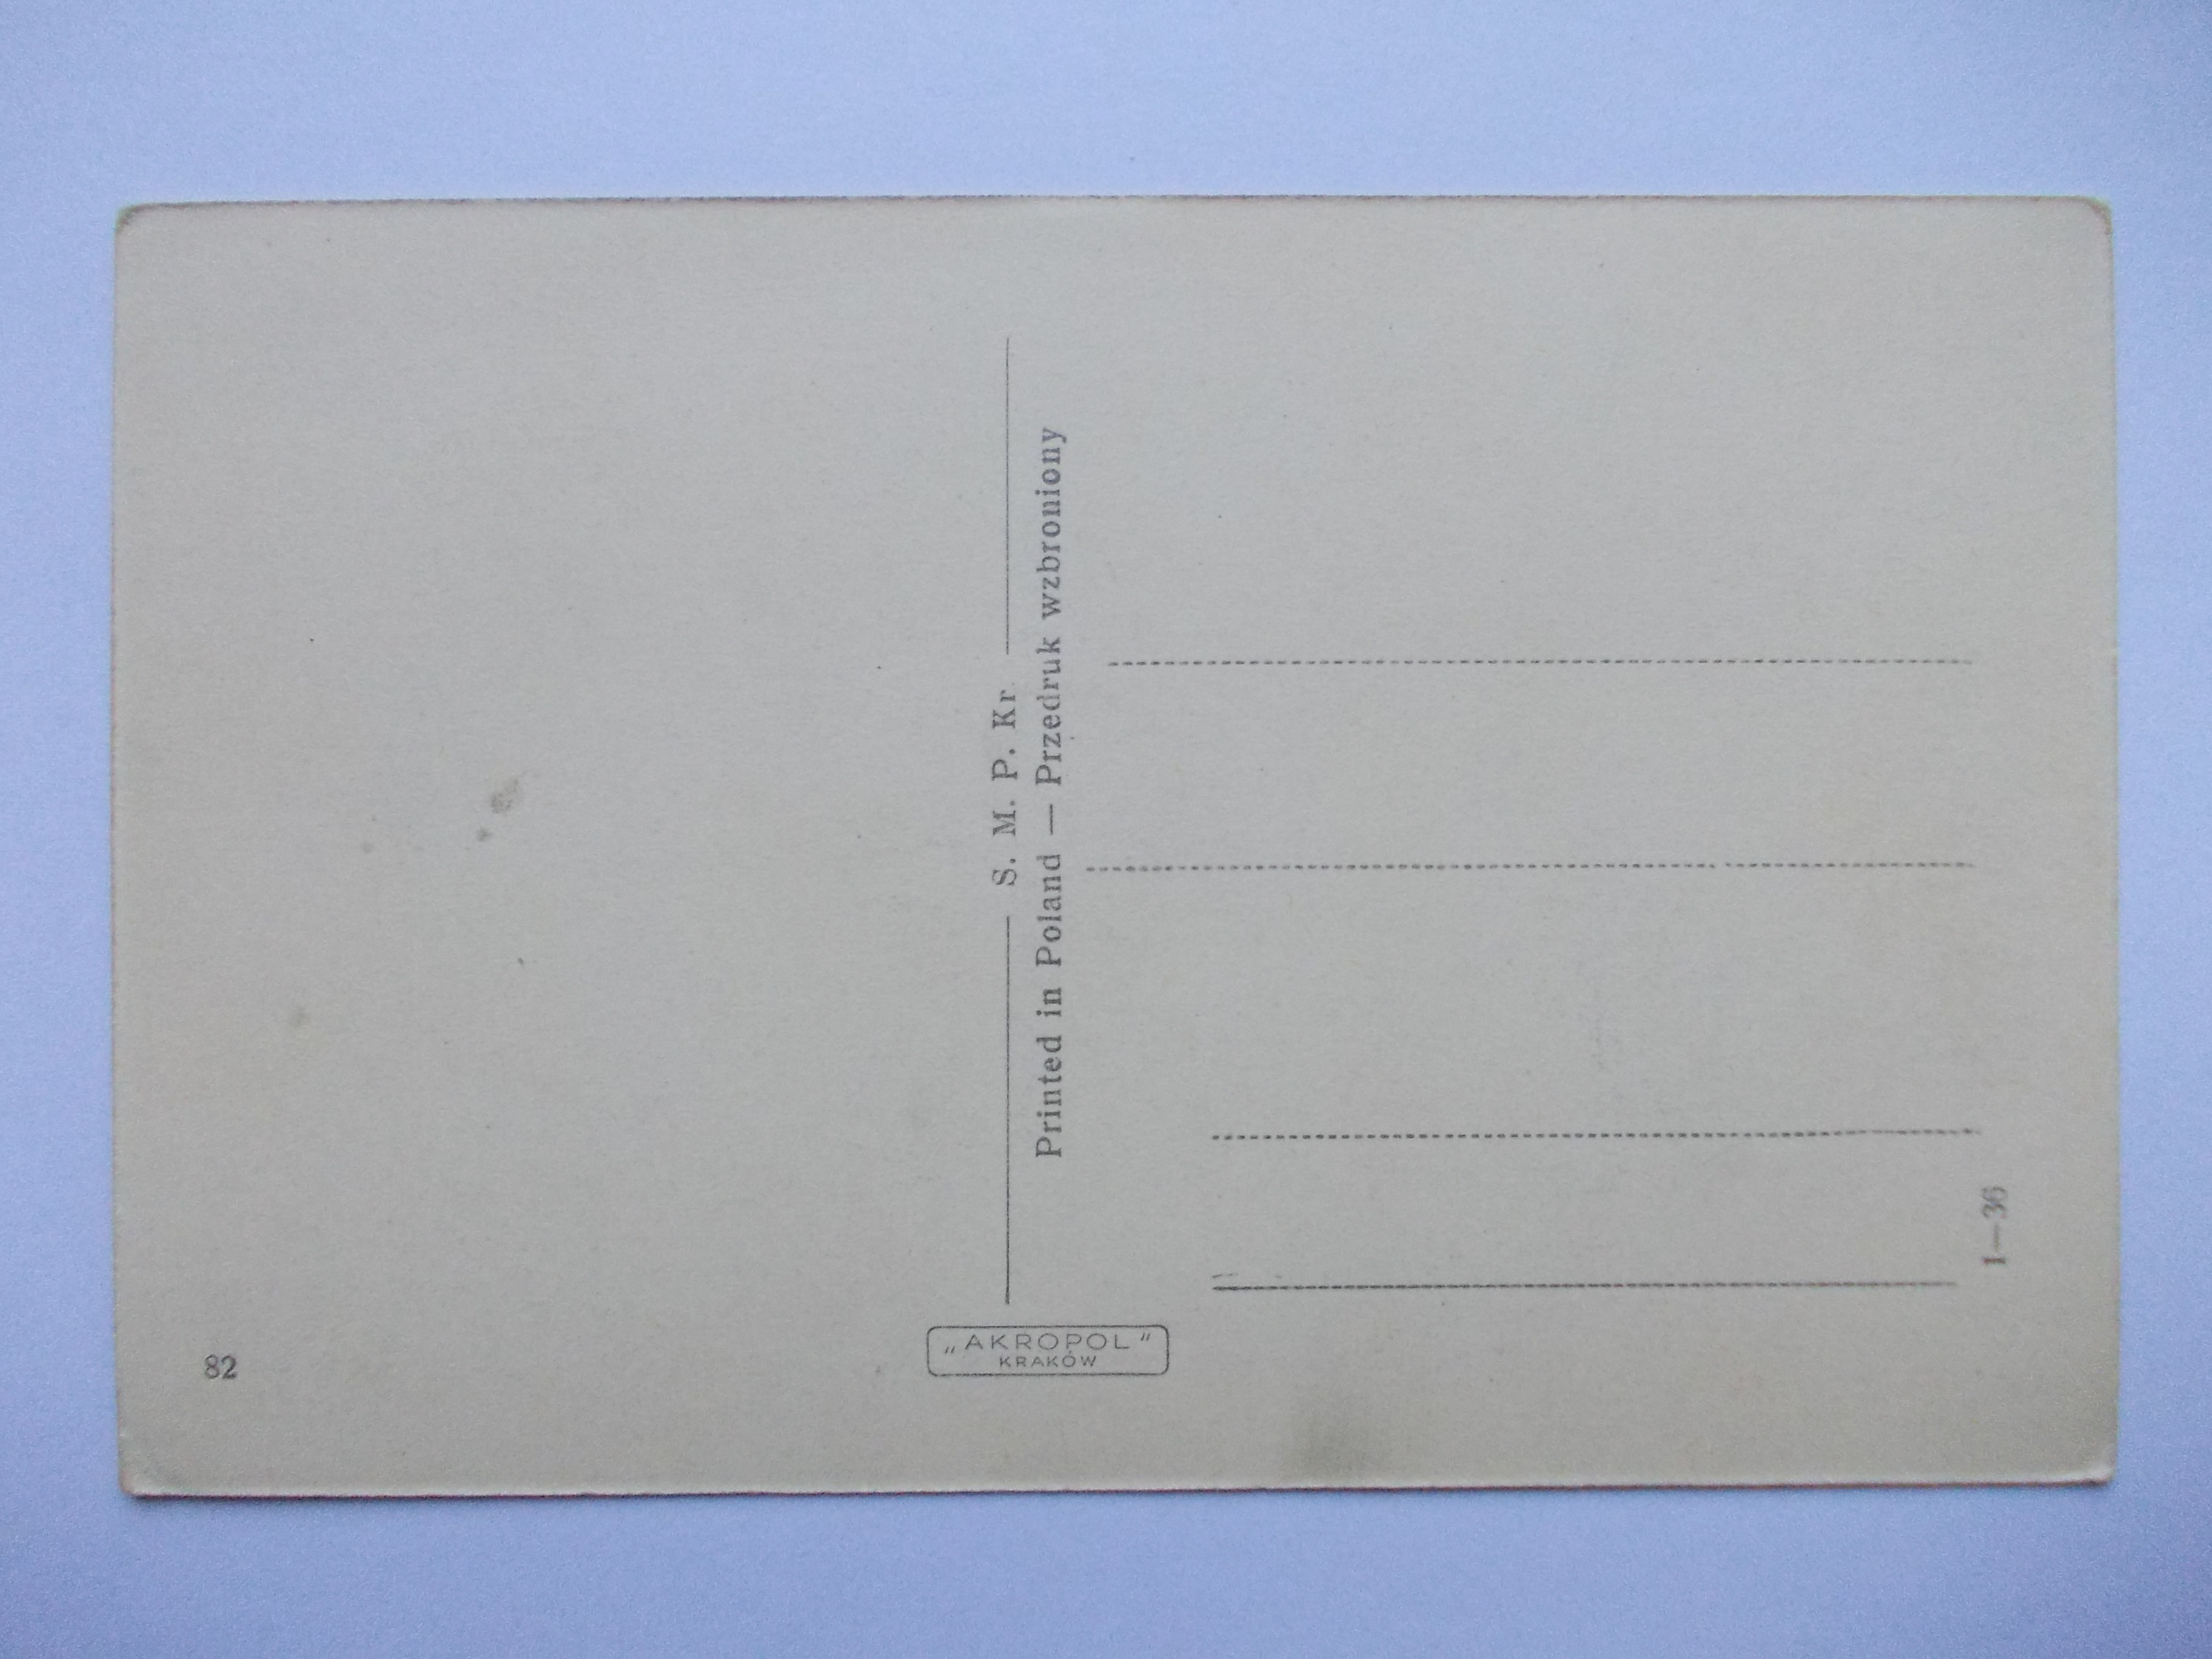 S. M. P. Kr
Printed in Poland — Przedruk wzbroniony
1—36
82
„AKROPOL"
KRAKÓW